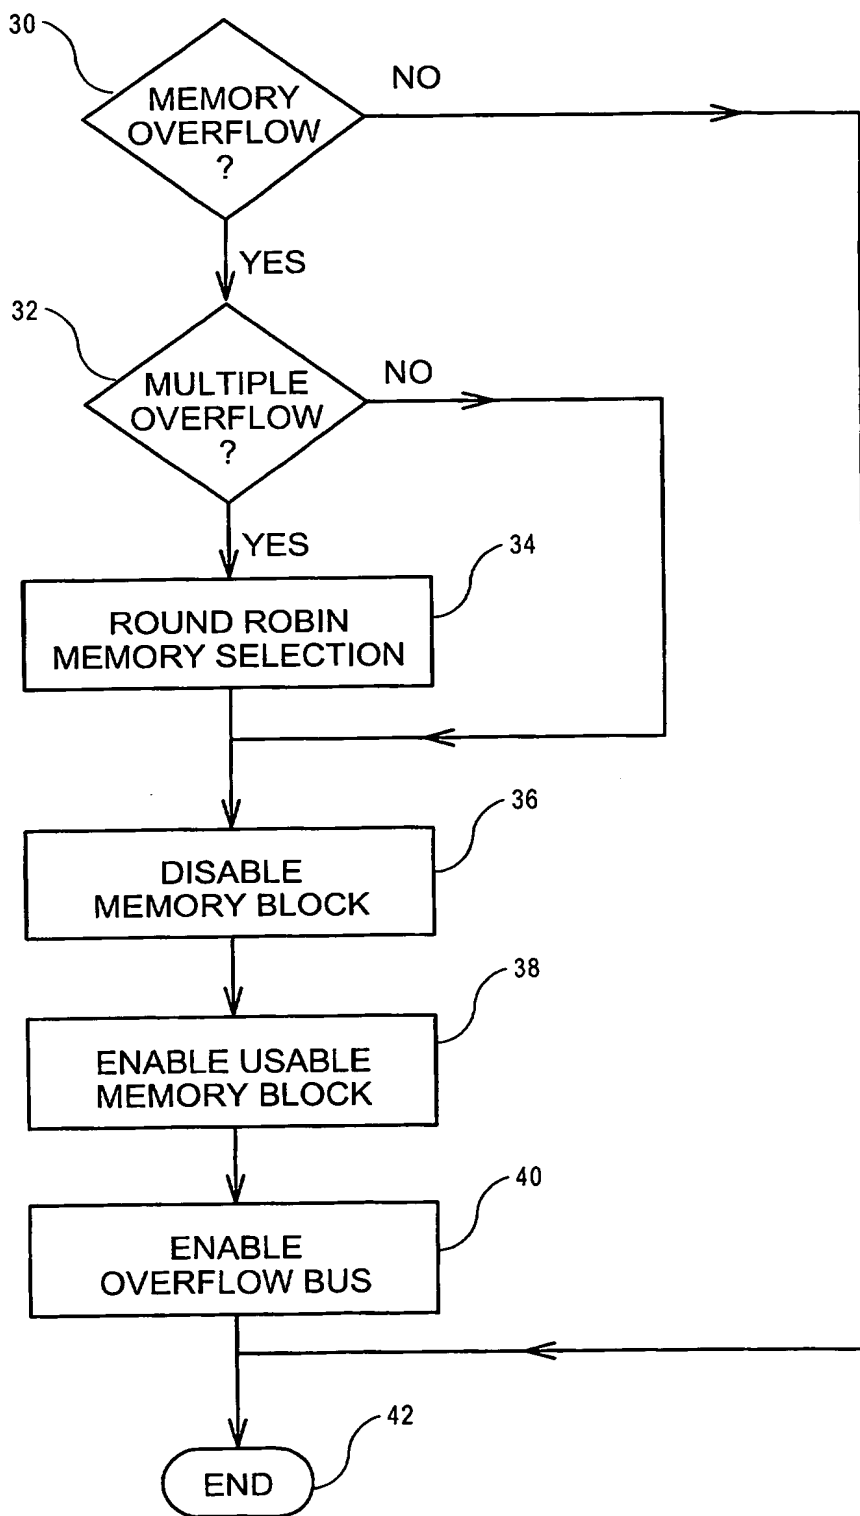 30
NO
MEMORY
OVERFLOW
?
YES
32
NO
MULTIPLE
OVERFLOW
?
YES
34
ROUND ROBIN
MEMORY SELECTION
36
DISABLE
MEMORY BLOCK
38
ENABLE USABLE
MEMORY BLOCK
40
ENABLE
OVERFLOW BUS
42
END